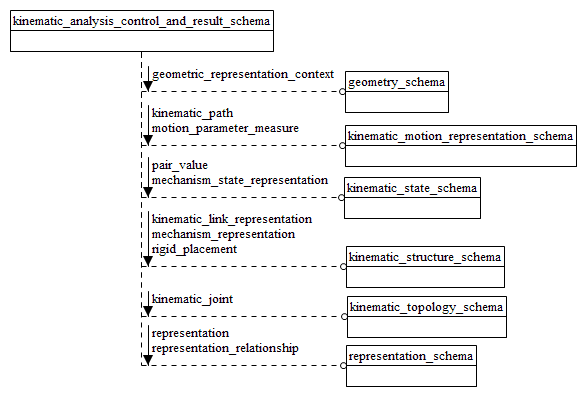 kinematic_analysis_control_and_result_schema
geometric_representation_context
geometry_schema
kinematic_path
motion_parameter_measure
kinematic_motion_representation_schema
pair_value
mechanism_state_representation
kinematic_state_schema
kinematic_link_representation
mechanism_representation
rigid_placement
kinematic_structure_schema
kinematic_joint
kinematic_topology_schema
representation
representation_relationship
representation_schema